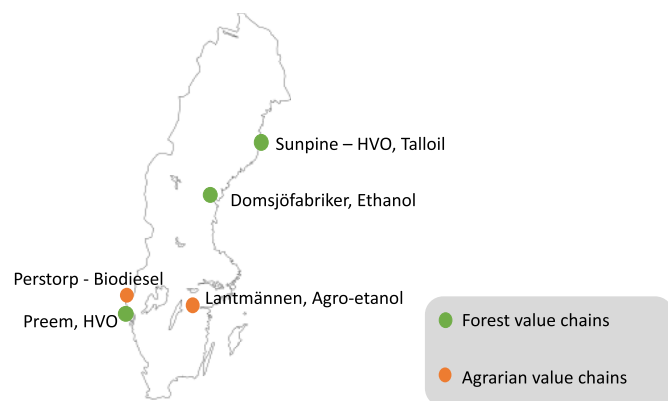 Sunpine – HVO, Talloil
Domsjöfabriker, Ethanol
Perstorp - Biodiesel
Lantmännen, Agro-etanol
Preem, HVO
Forest value chains
Agrarian value chains